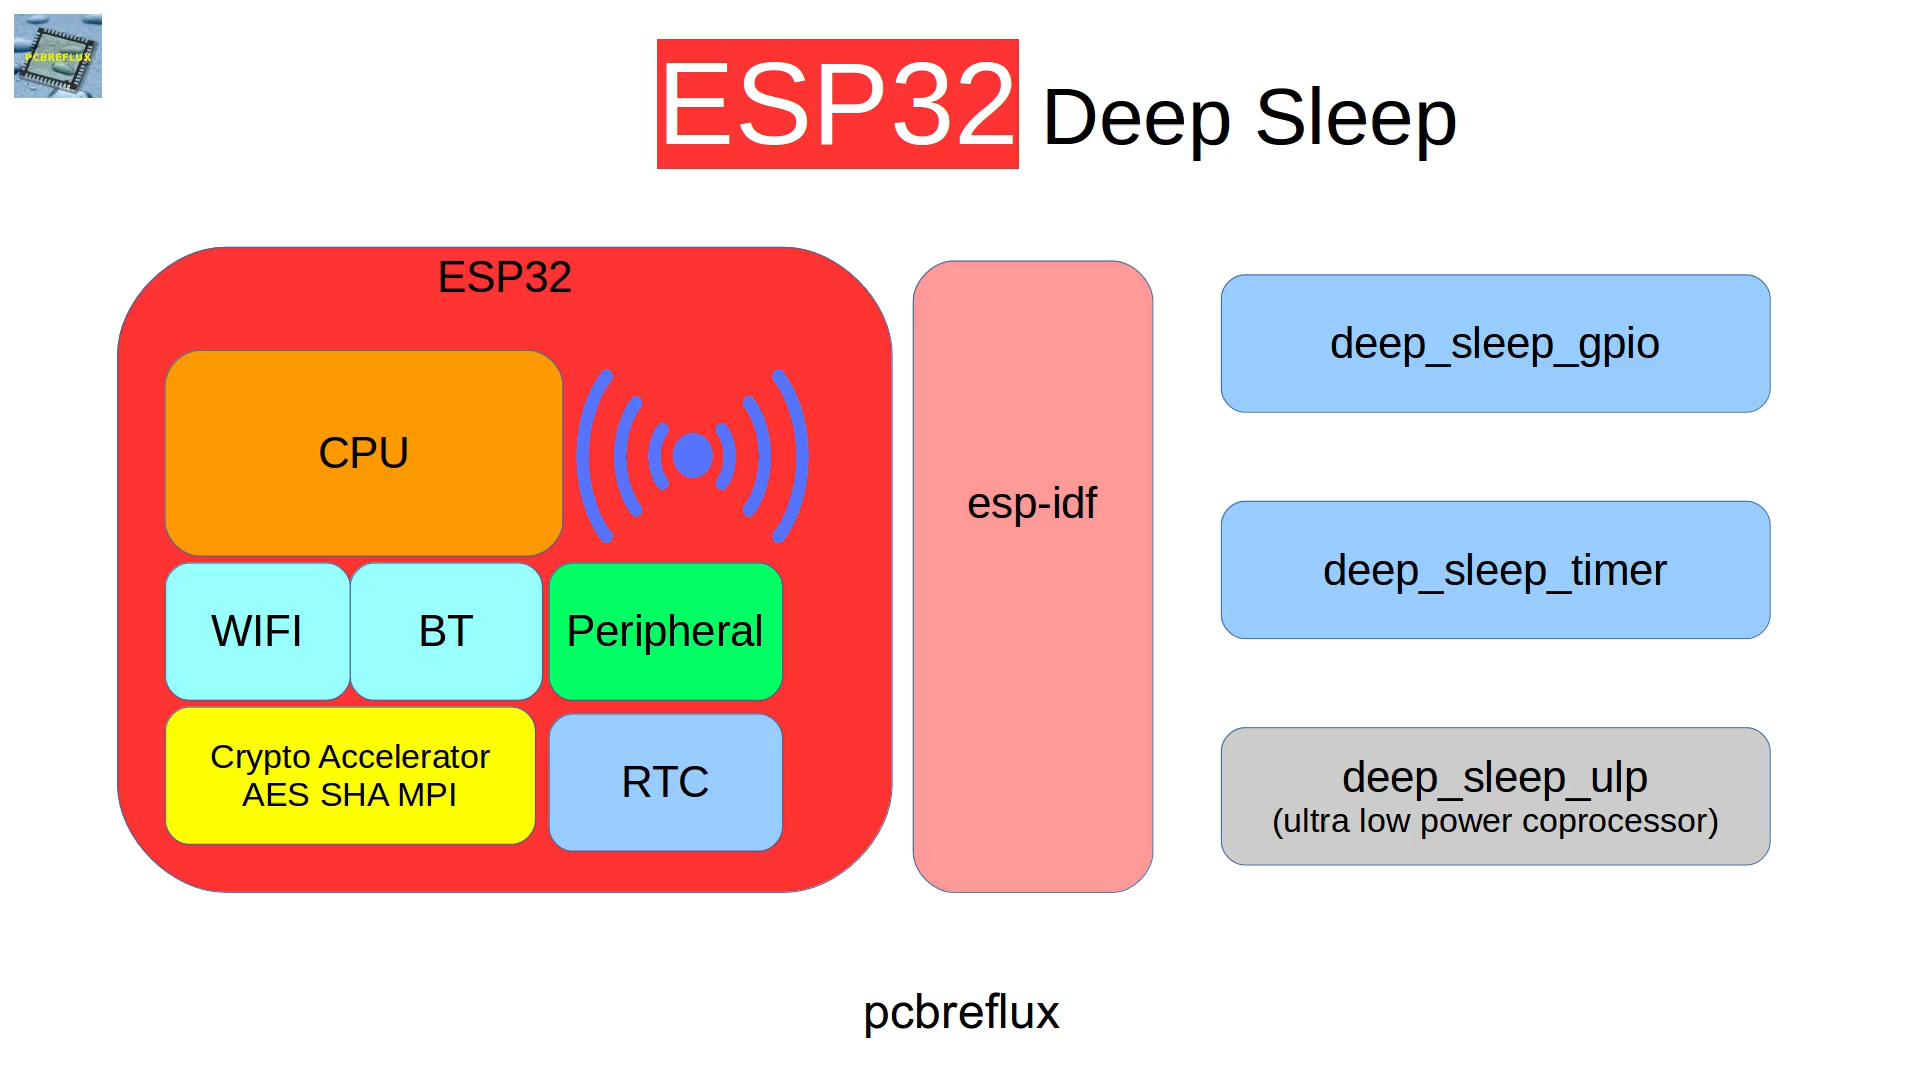 PCBREFLUX
ESP32 Deep Sleep
ESP32
CPU
WIFI
BT
Peripheral
Crypto Accelerator
AES SHA MPI
RTC
esp-idf
deep_sleep_gpio
deep_sleep_timer
deep_sleep_ulp
(ultra low power coprocessor)
pcbreflux